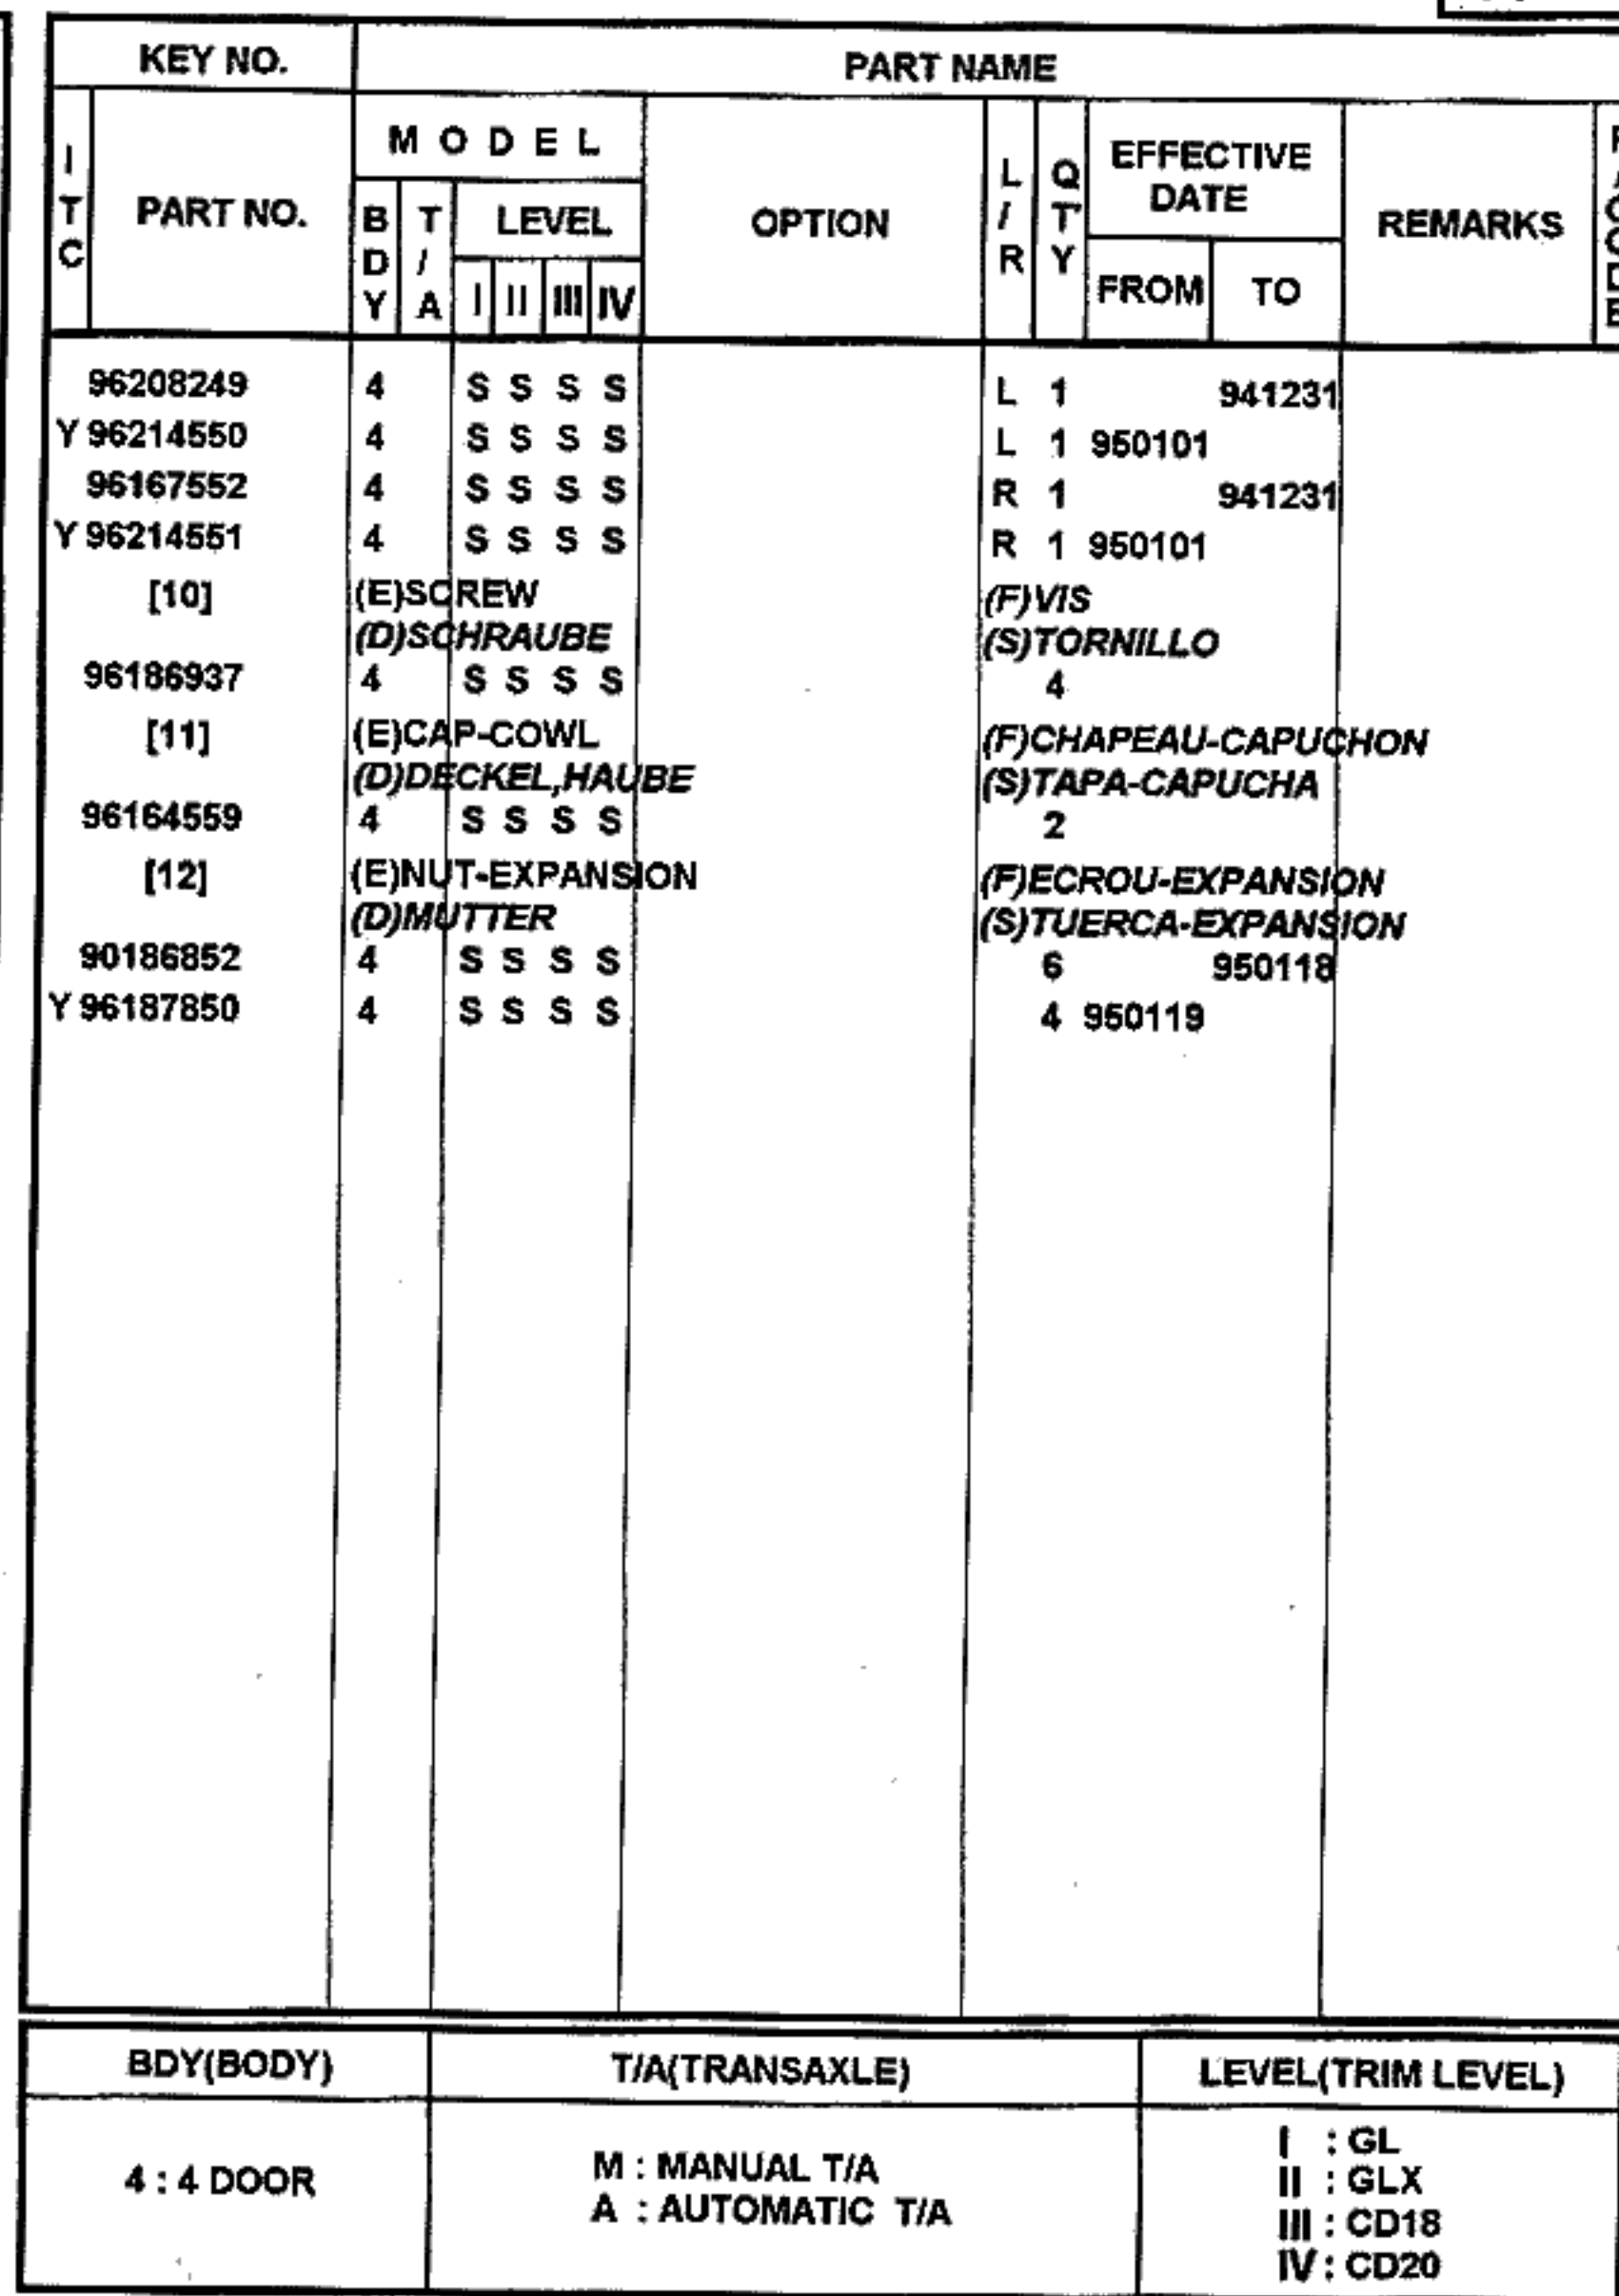 KEY NO. PART NAME
ITC PART NO. MODEL OPTION L/R QTY EFFECTIVE DATE REMARKS
BDY T/A LEVEL
I II III IV FROM TO
96208249 4 S S S S L 1 941231
Y 96214550 4 S S S S L 1 950101
96167552 4 S S S S R 1 941231
Y 96214551 4 S S S S R 1 950101
[10] (E)SCREW (F)VIS
(D)SCHRAUBE (S)TORNILLO
96186937 4 S S S S 4
[11] (E)CAP-COWL (F)CHAPEAU-CAPUCHON
(D)DECKEL,HAUBE (S)TAPA-CAPUCHA
96164559 4 S S S S 2
[12] (E)NUT-EXPANSION (F)ECROU-EXPANSION
(D)MUTTER (S)TUERCA-EXPANSION
90186852 4 S S S S 6 950118
Y 96187850 4 S S S S 4 950119
BDY(BODY) T/A(TRANSAXLE) LEVEL(TRIM LEVEL)
4 : 4 DOOR
M : MANUAL T/A
A : AUTOMATIC T/A
I : GL
II : GLX
III : CD18
IV : CD20